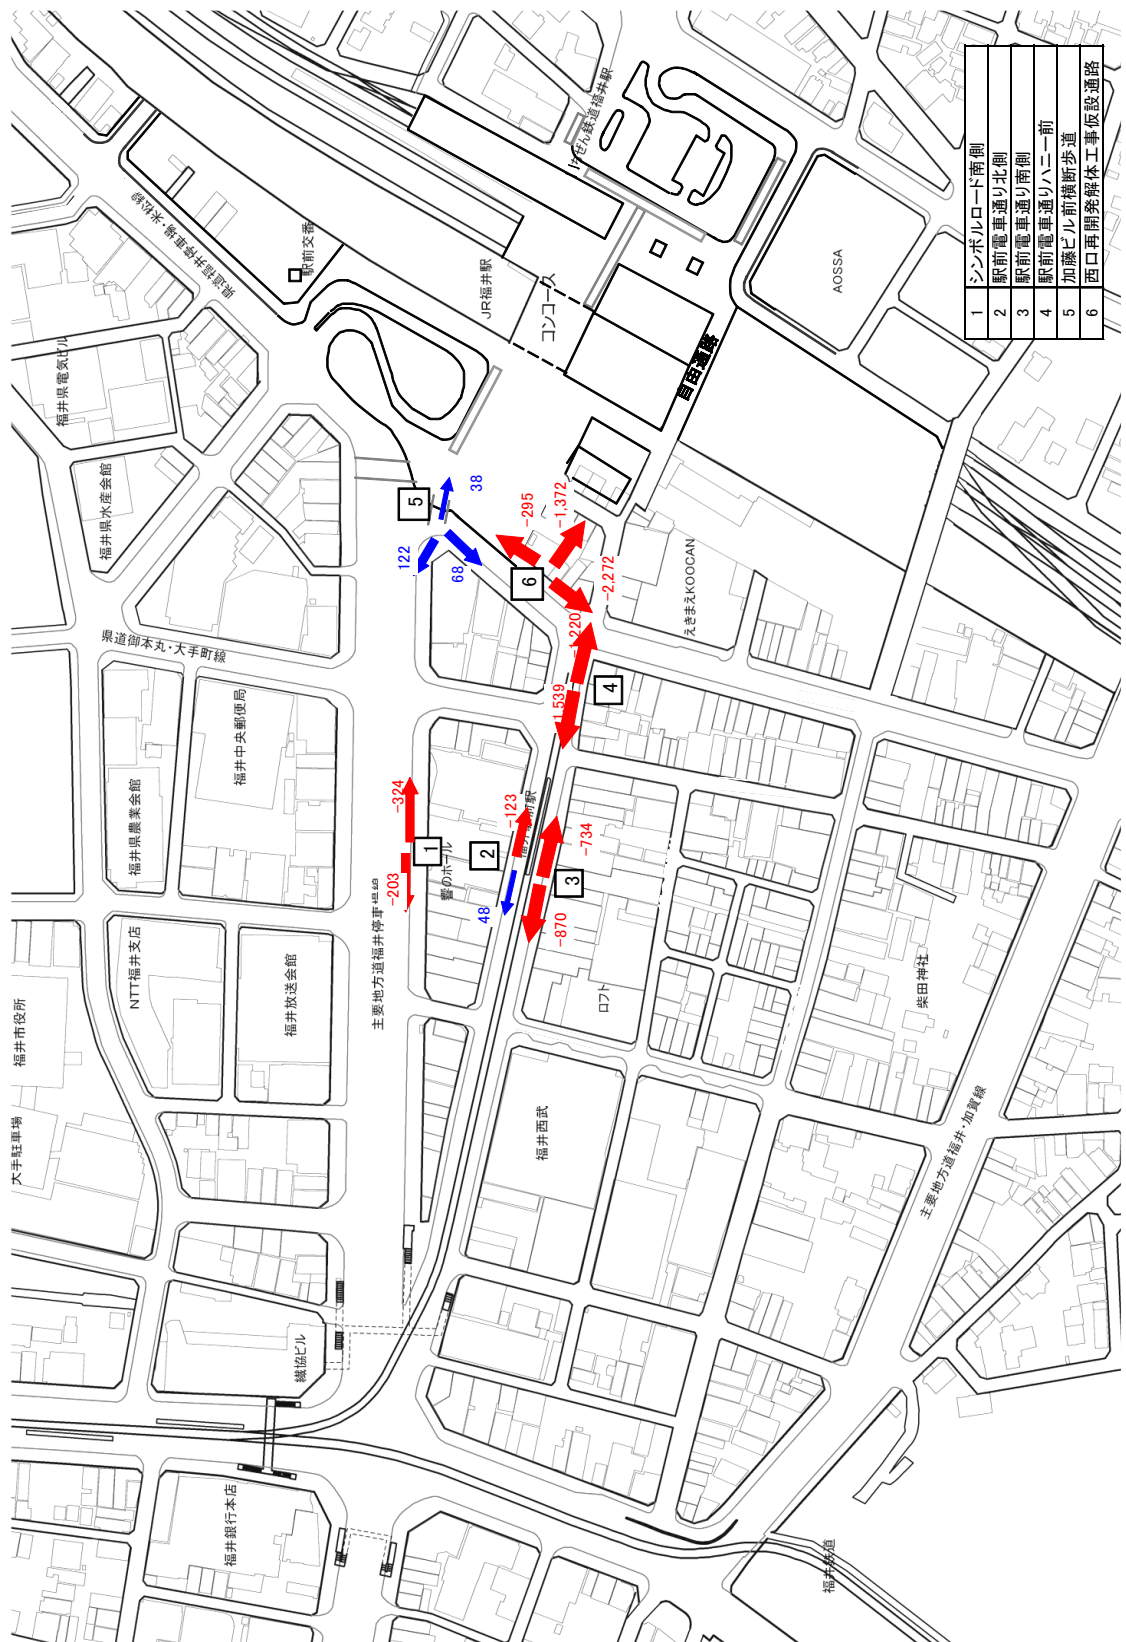 1 シンボルロード南側
2 駅前電車通り北側
3 駅前電車通り南側
4 駅前電車通りハニー前
5 加藤ビル前横断歩道
6 西口再開発解体工事仮設通路
えちぜん鉄道福井駅
県道福井停車場・米松線
駅前交番
JR福井駅
コンコース
自由通路
AOSSA
福井県電気ビル
福井県水産会館
県道御本丸・大手町線
福井中央郵便局
福井県農業会館
えきまえKOOCAN
5
38
122
68
6
-295
-1,372
-2,272
-1,220
-1,539
4
-324
-203
1
響のホール
2
-123
48
3
-734
-870
主要地方道福井停車場線
NTT福井支店
福井放送会館
福井市役所
大手駐車場
ロフト
福井西武
柴田神社
主要地方道福井・加賀線
繊協ビル
福井銀行本店
福井鉄道